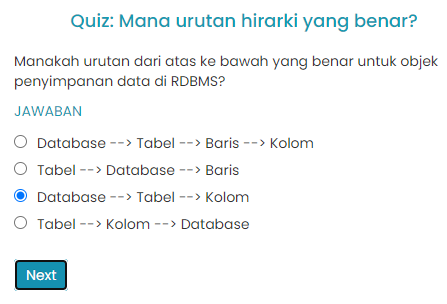 Quiz: Mana urutan hirarki yang benar?
Manakah urutan dari atas ke bawah yang benar untuk objek
penyimpanan data di RDBMS?
JAWABAN
Database --> Tabel --> Baris --> Kolom
Tabel --> Database --> Baris
Database --> Tabel --> Kolom
Tabel --> Kolom --> Database
Next